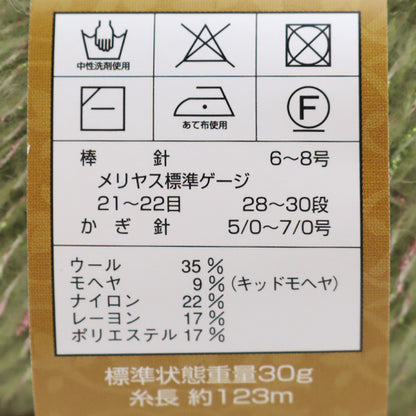 中性洗剤使用
あて布使用
F
棒 針 6～8号
メリヤス標準ゲージ
21～22目 28～30段
かぎ針 5/0～7/0号
ウール 35%
モヘヤ 9%(キッドモヘヤ)
ナイロン 22%
レーヨン 17%
ポリエステル 17%
標準状態重量30g
糸長 約123m